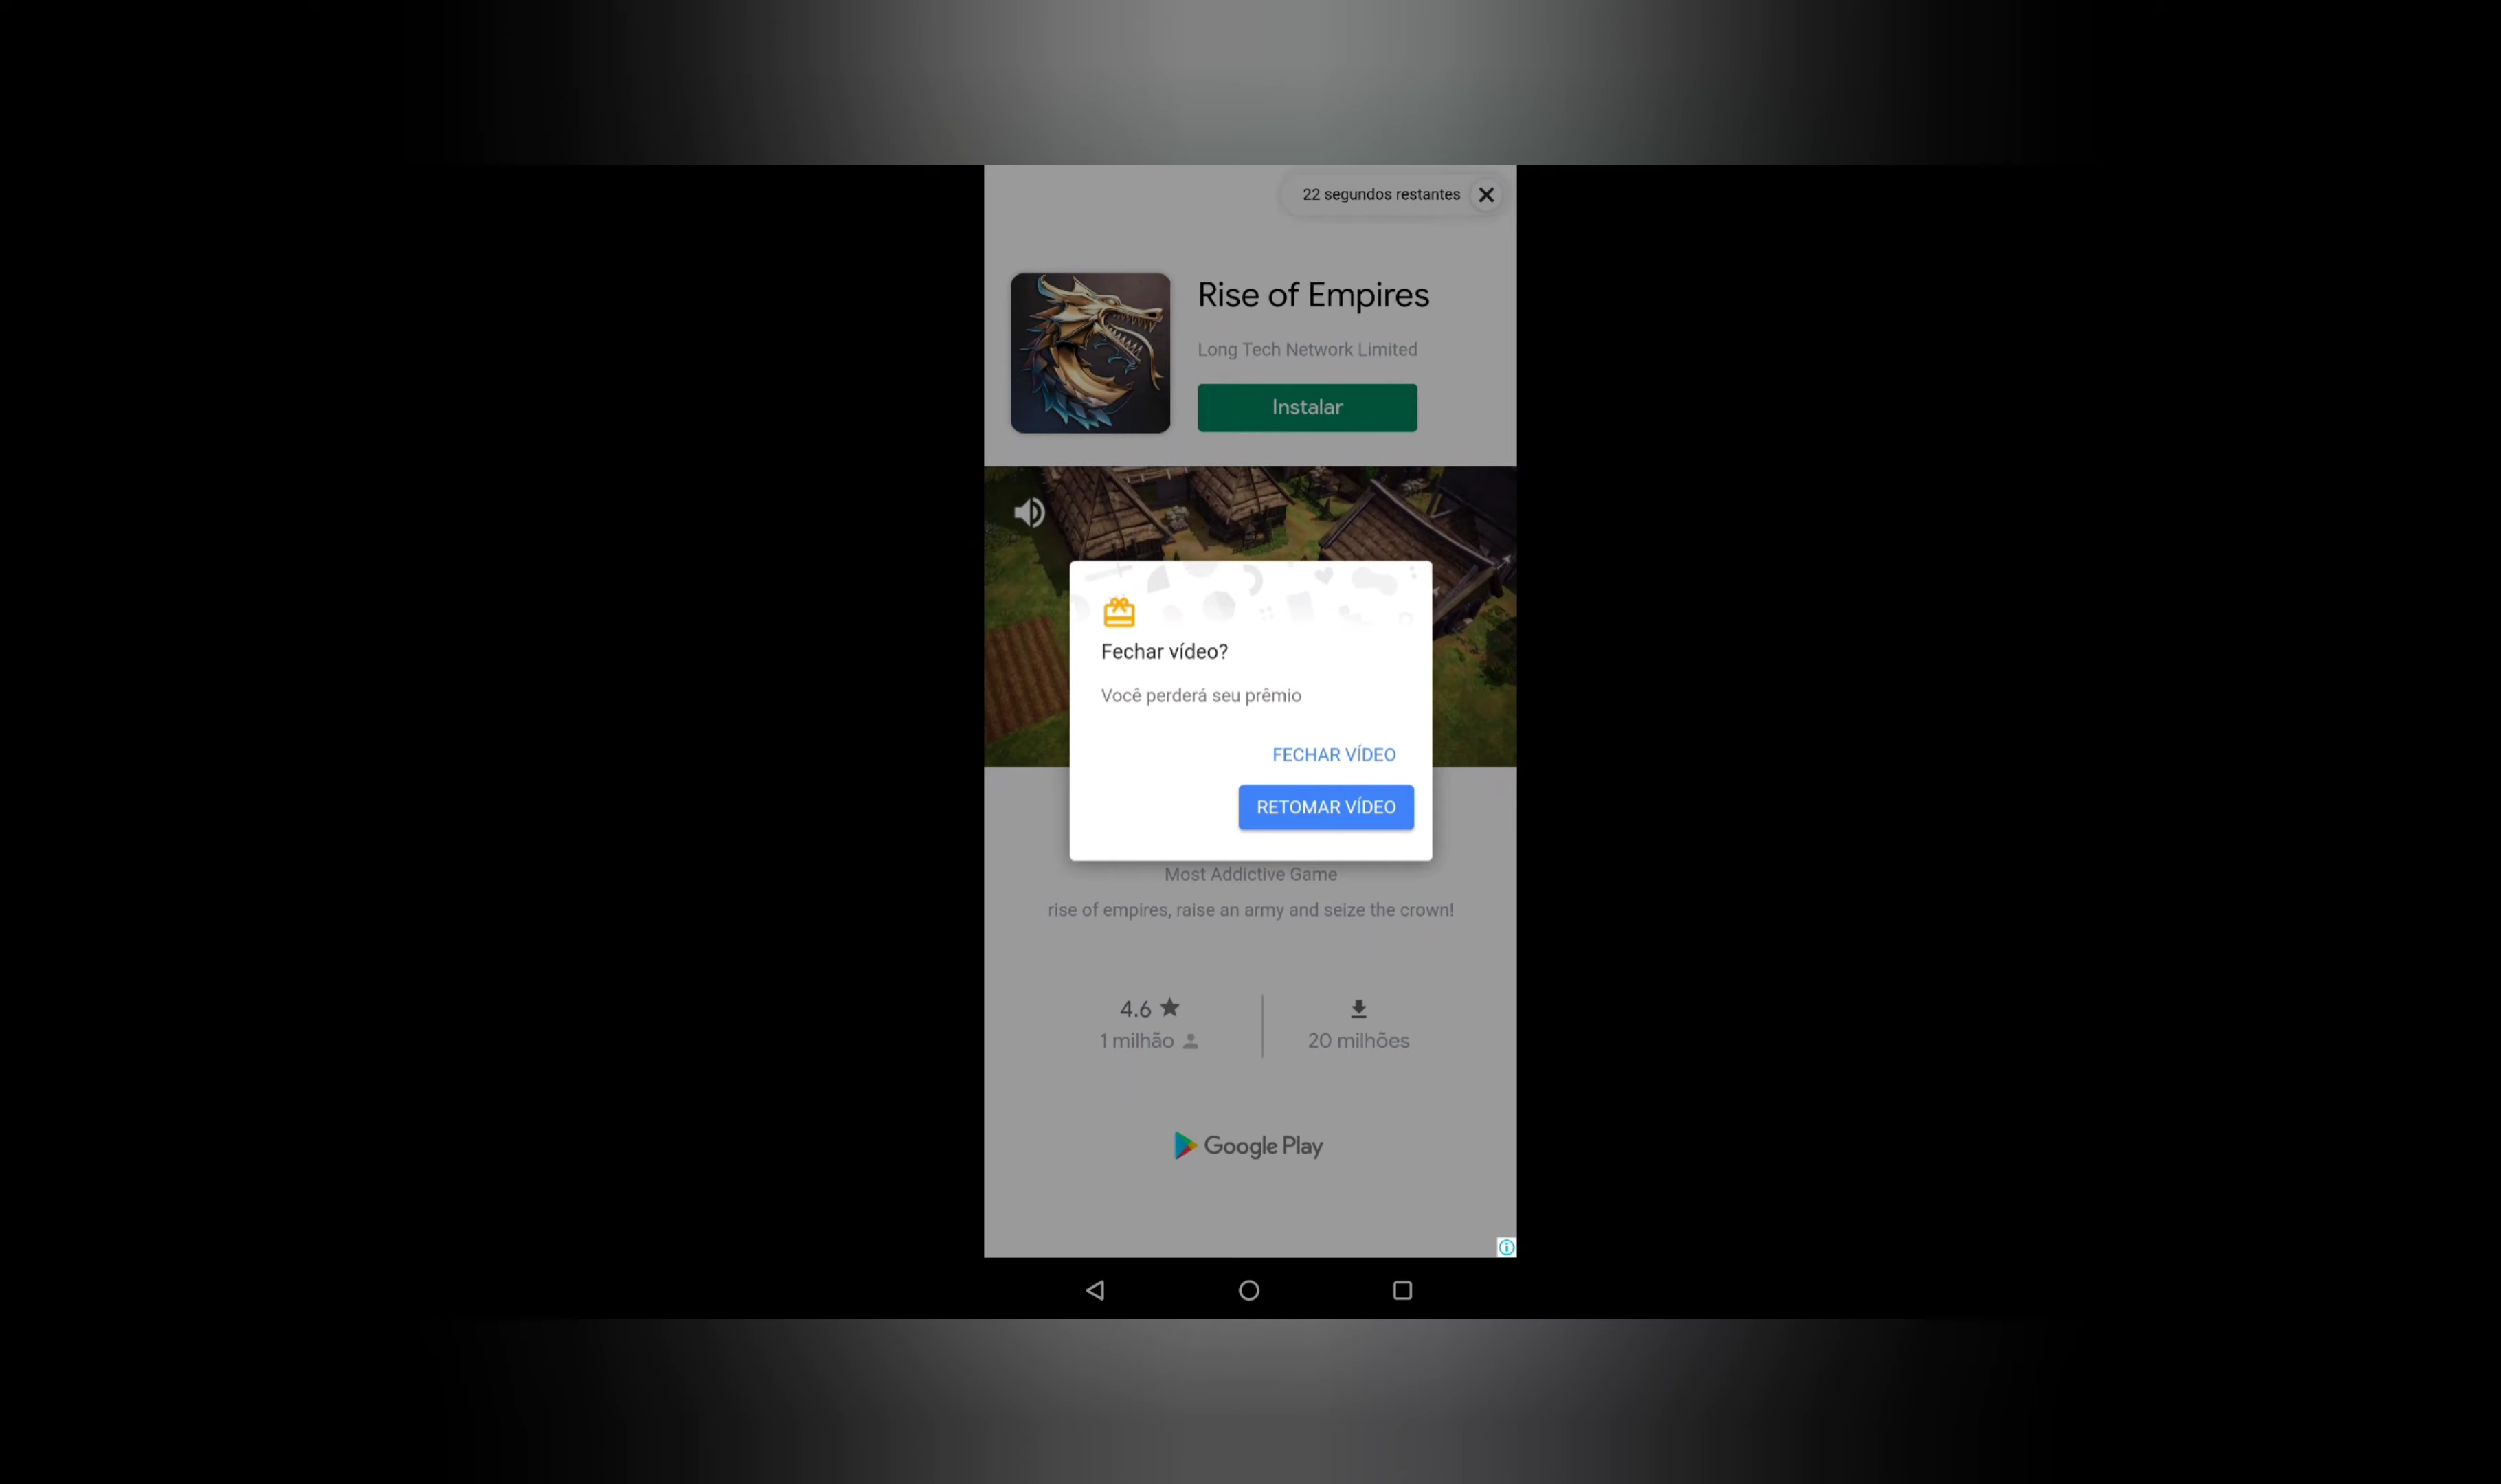 22 segundos restantes
Rise of Empires
Long Tech Network Limited
Instalar
Fechar vídeo?
Você perderá seu prêmio
FECHAR VÍDEO
RETOMAR VÍDEO
Most Addictive Game
rise of empires, raise an army and seize the crown!
4.6
1 milhão
20 milhões
Google Play